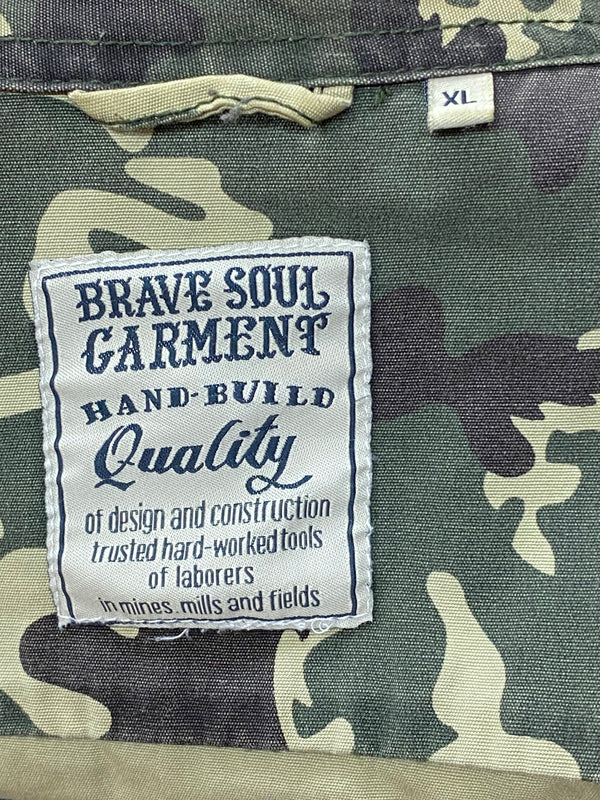 XL
BRAVE SOUL
GARMENT
HAND-BUILD
Quality
of design and construction
trusted hard-worked tools
of laborers
in mines. mills and fields